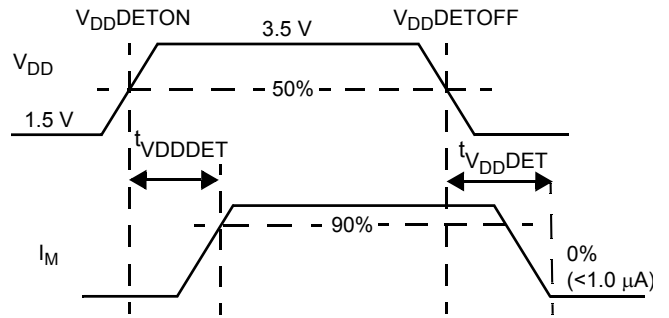 VDDDETON
VDDDETOFF
3.5 V
VDD
50%
1.5 V
tVDDDET
tVDDDET
90%
IM
0%
(<1.0 μA)